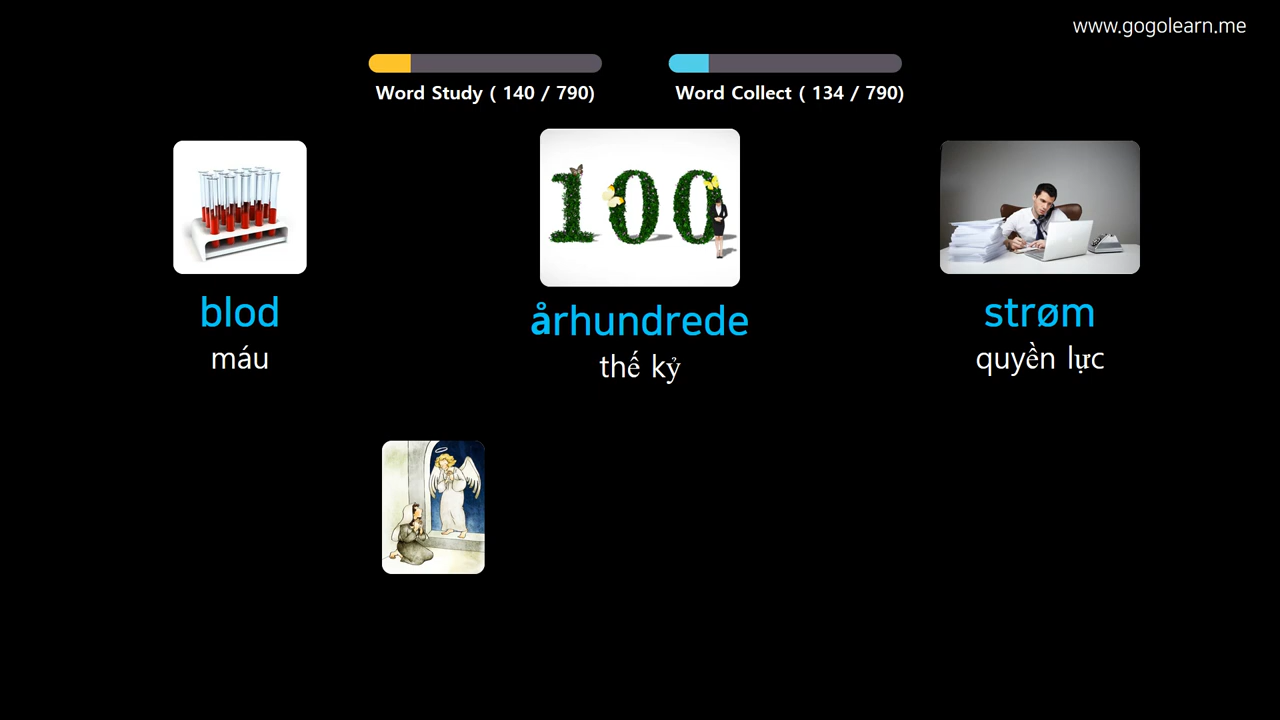 www.gogolearn.me
Word Study ( 140 / 790)
Word Collect ( 134 / 790)
100
blod
máu
århundrede
thế kỷ
strøm
quyền lực